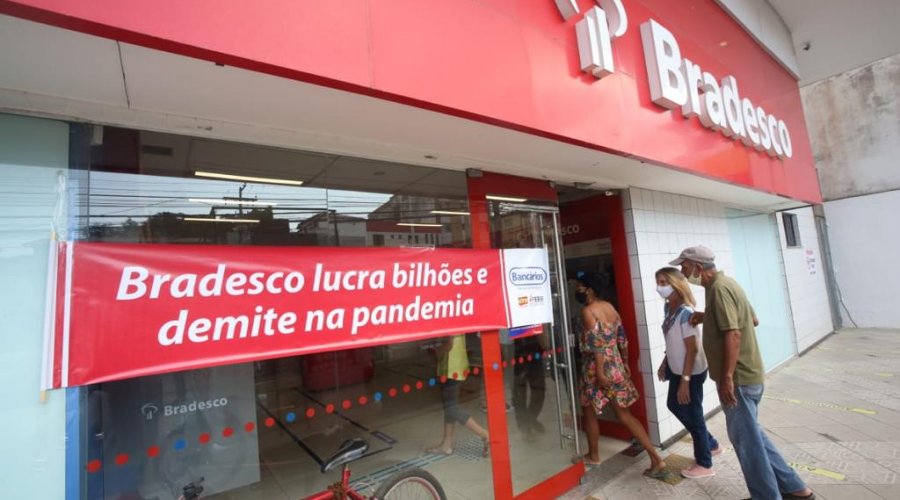 Bradesco
Bradesco lucra bilhões e
demite na pandemia
Bancários
Bradesco